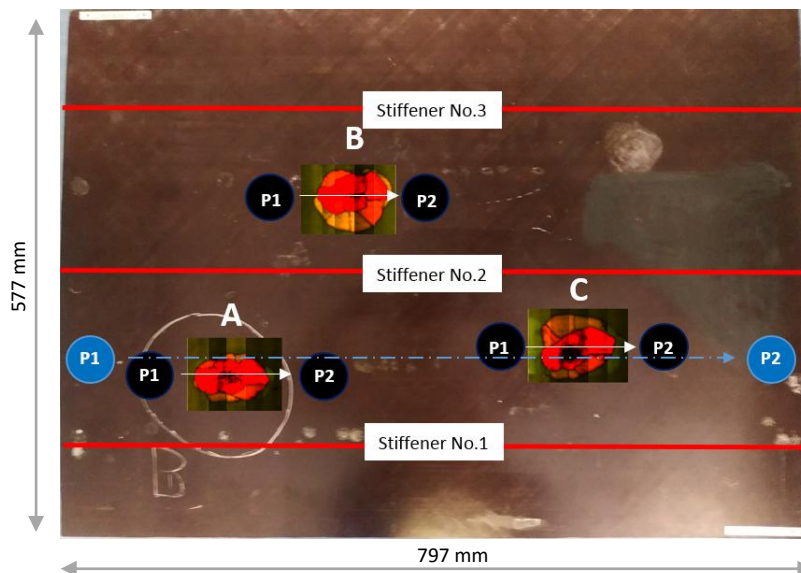 Stiffener No.3
B
P1
P2
Stiffener No.2
577 mm
C
A
P1
P1
P2
P1
P2
P2
Stiffener No.1
B
797 mm